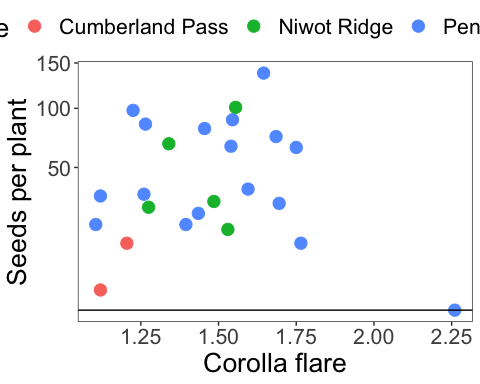 e Cumberland Pass Niwot Ridge Pen
150
100
50
Seeds per plant
1.25 1.50 1.75 2.00 2.25
Corolla flare